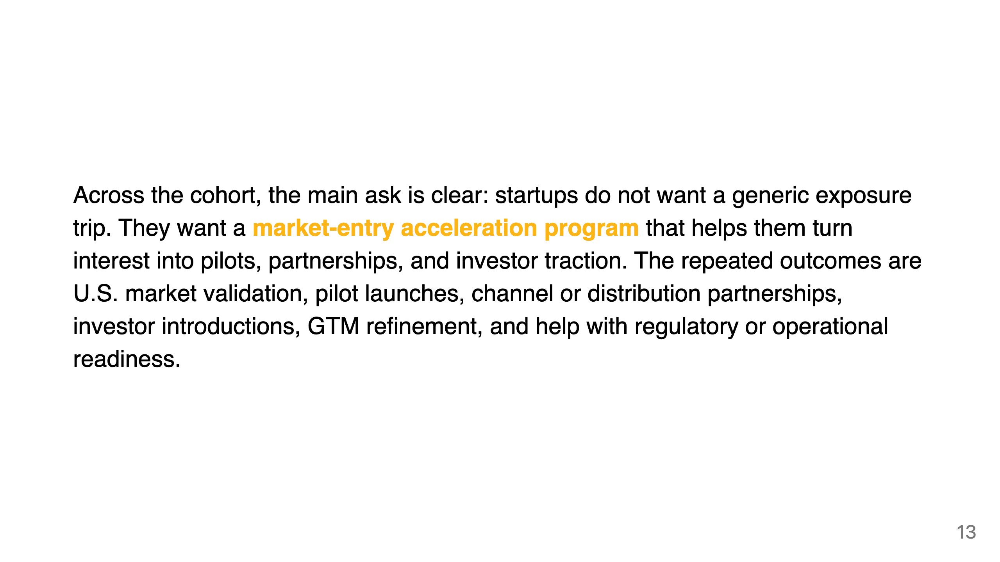 Across the cohort, the main ask is clear: startups do not want a generic exposure
trip. They want a market-entry acceleration program that helps them turn
interest into pilots, partnerships, and investor traction. The repeated outcomes are
U.S. market validation, pilot launches, channel or distribution partnerships,
investor introductions, GTM refinement, and help with regulatory or operational
readiness.
13